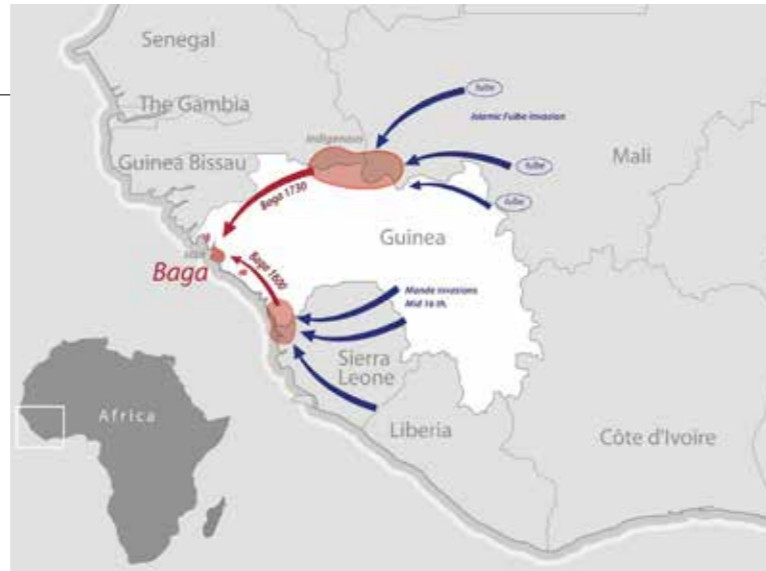 Senegal
The Gambia
Guinea Bissau
Mali
fulbe
Islamic Fulbe invasion
fulbe
fulbe
Indigenous
Baga 1730
Guinea
Baga
Baga 1600
Mande invasions
Mid 16 th.
Sierra
Leone
Liberia
Côte d'Ivoire
Africa